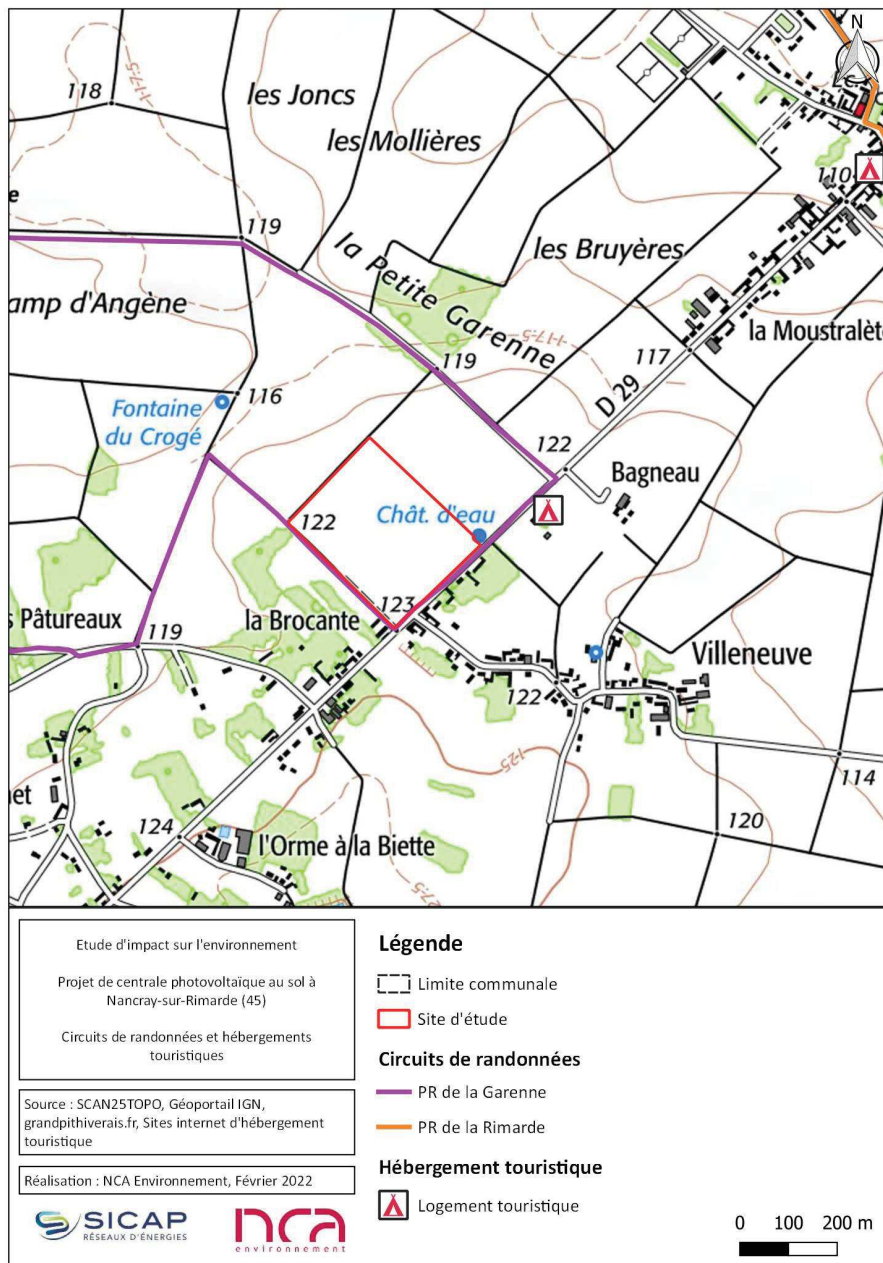 N
118
les Joncs
les Mollières
110
e
119
la Petite Garenne
les Bruyères
amp d'Angène
119
117.5
117
la Moustralèt
D 29
Fontaine
du Crogé
116
122
Bagneau
122
Chât. d'eau
123
s Pâtureaux
119
la Brocante
Villeneuve
122
125
114
net
124
l'Orme à la Biette
120
127.5
Etude d'impact sur l'environnement
Projet de centrale photovoltaïque au sol à
Nancray-sur-Rimarde (45)
Circuits de randonnées et hébergements
touristiques
Source : SCAN25TOPO, Géoportail IGN,
grandpithiverais.fr, Sites internet d'hébergement
touristique
Réalisation : NCA Environnement, Février 2022
SICAP
RÉSEAUX D'ÉNERGIES
nca
environnement
Légende
Limite communale
Site d'étude
Circuits de randonnées
PR de la Garenne
PR de la Rimarde
Hébergement touristique
Logement touristique
0 100 200 m